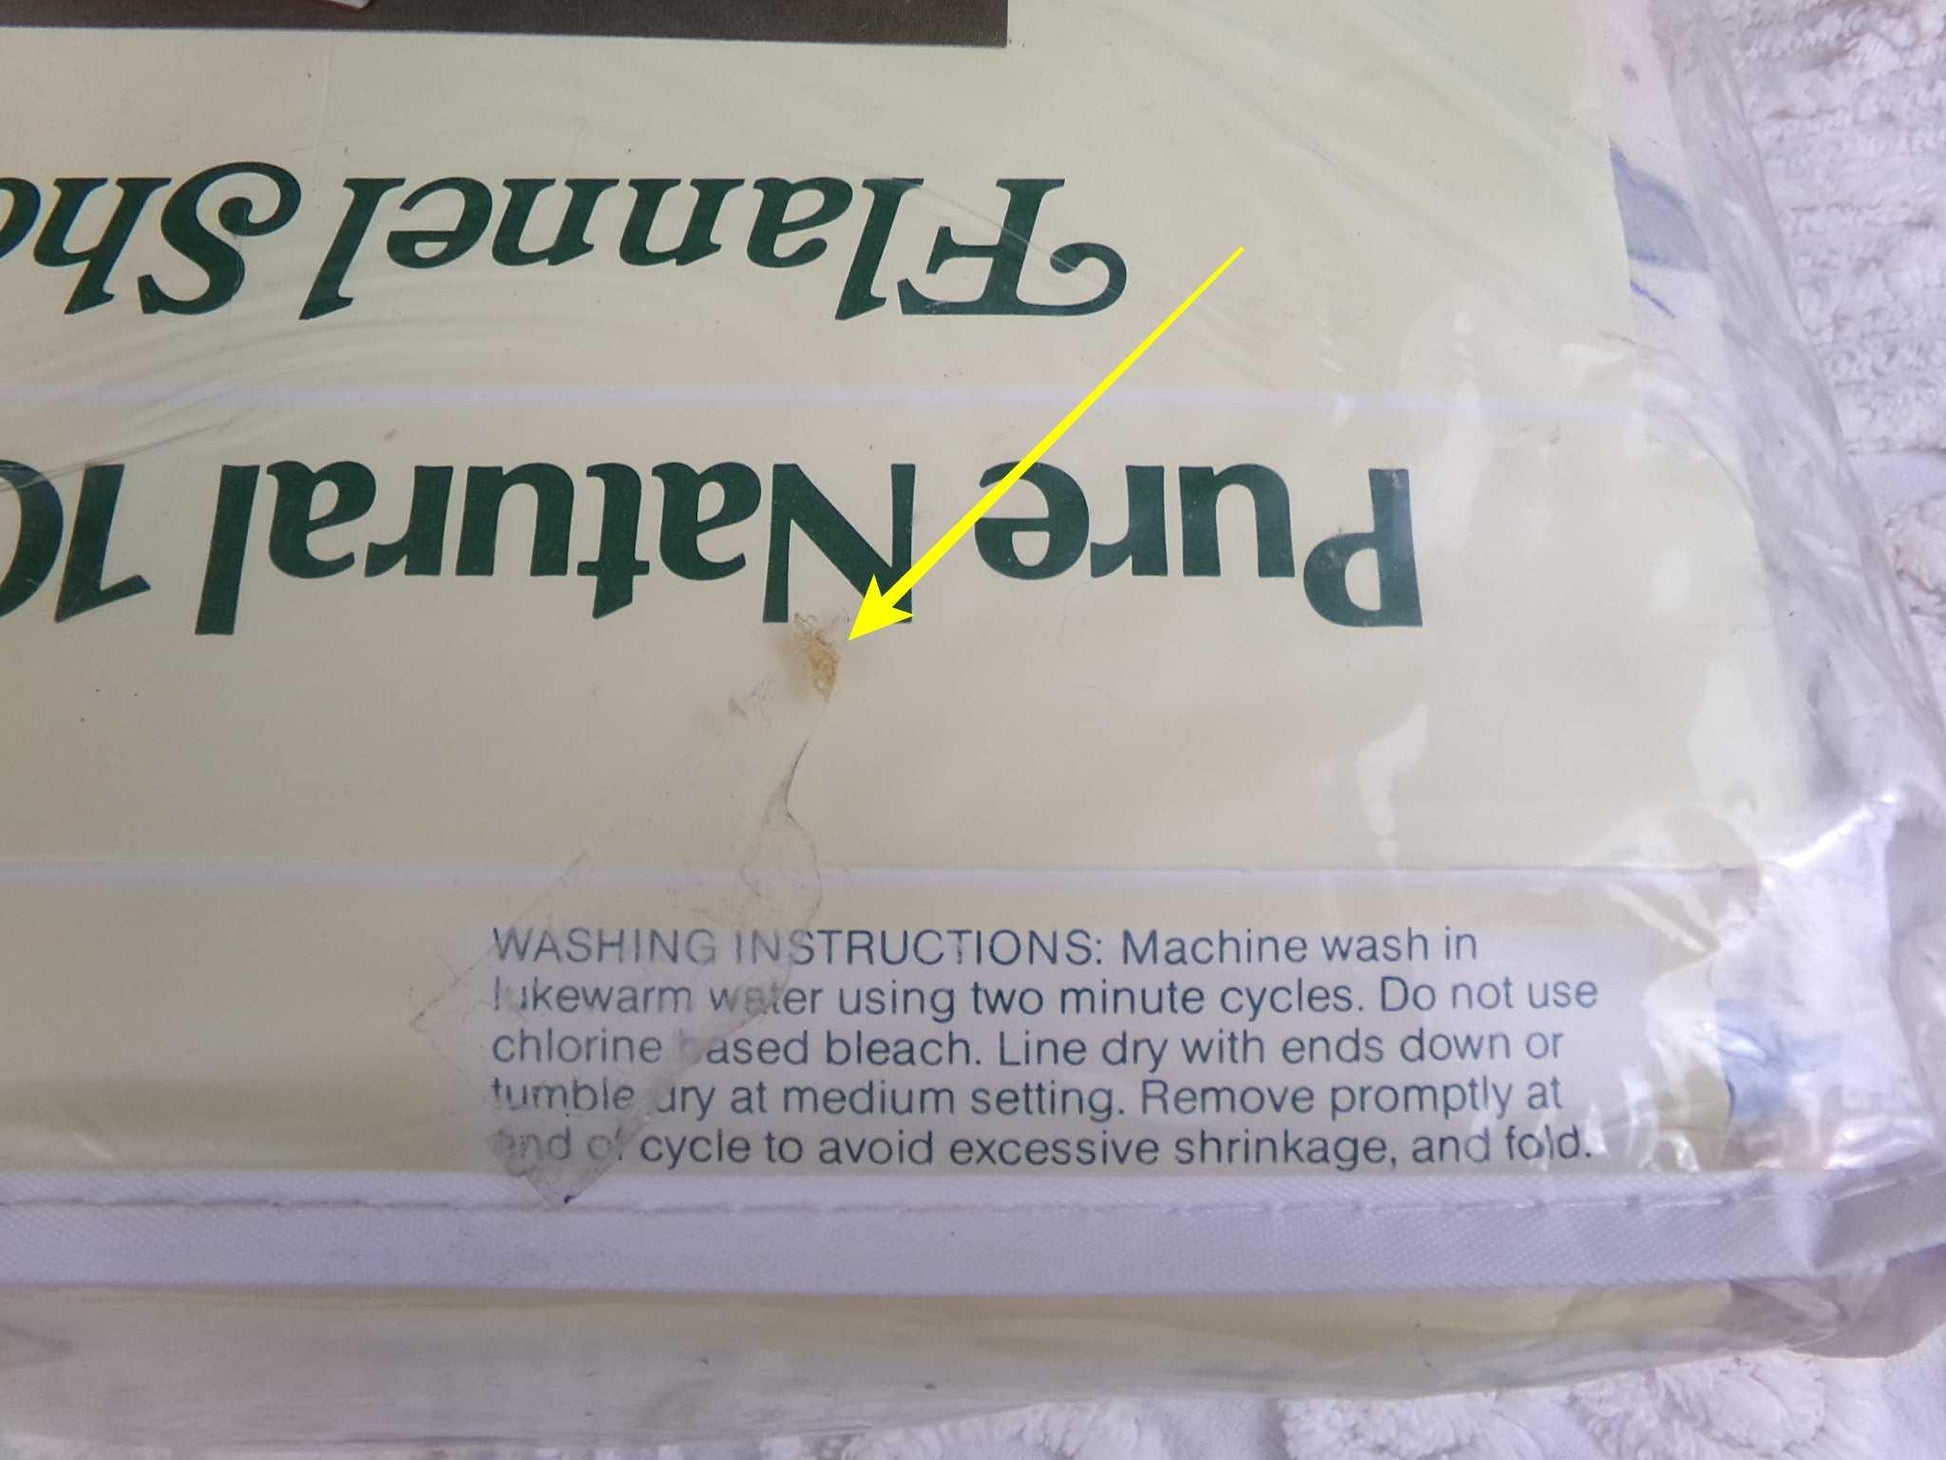 Pure Natural 10
Flannel She
WASHING INSTRUCTIONS: Machine wash in
lukewarm water using two minute cycles. Do not use
chlorine based bleach. Line dry with ends down or
tumble dry at medium setting. Remove promptly at
end of cycle to avoid excessive shrinkage, and fold.